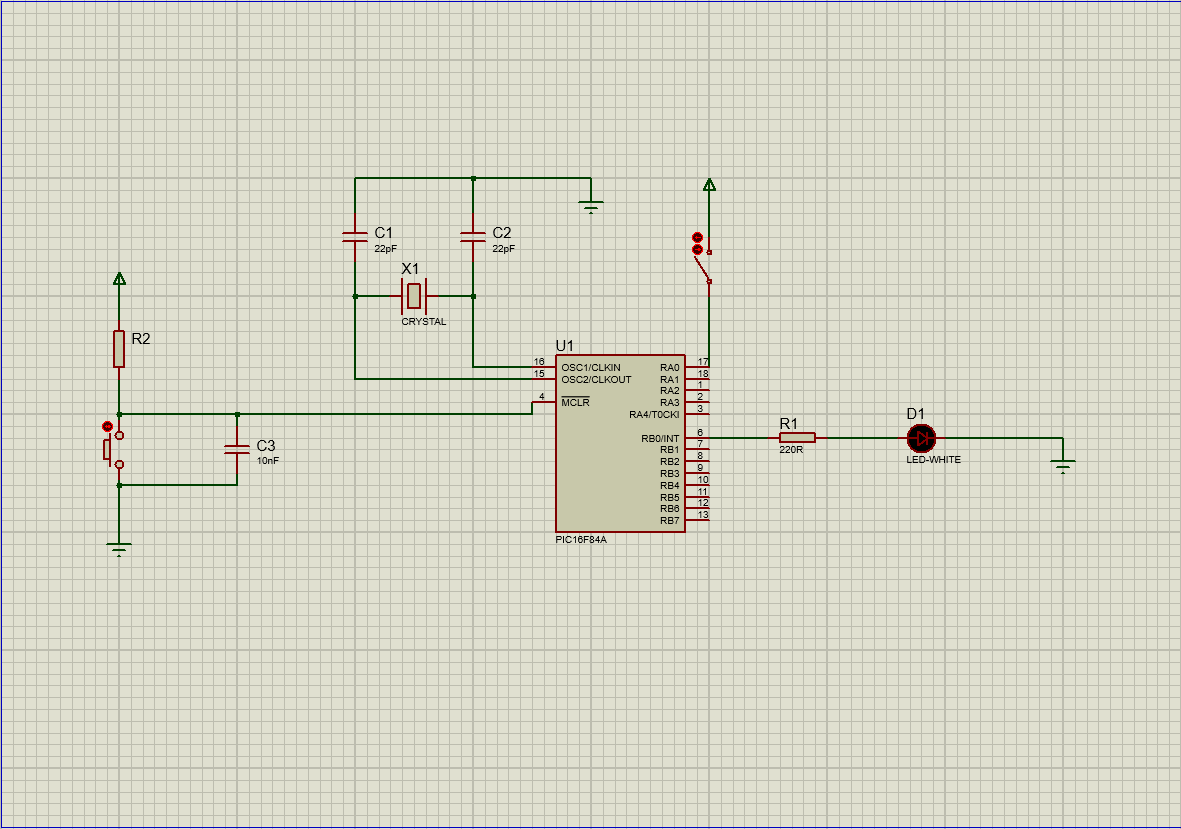 C1
22pF
C2
22pF
X1
CRYSTAL
R2
C3
10nF
U1
16
OSC1/CLKIN
15
OSC2/CLKOUT
4
MCLR
RA0
17
RA1
18
RA2
1
RA3
2
RA4/T0CKI
3
RB0/INT
6
RB1
7
RB2
8
RB3
9
RB4
10
RB5
11
RB6
12
RB7
13
PIC16F84A
R1
220R
D1
LED-WHITE